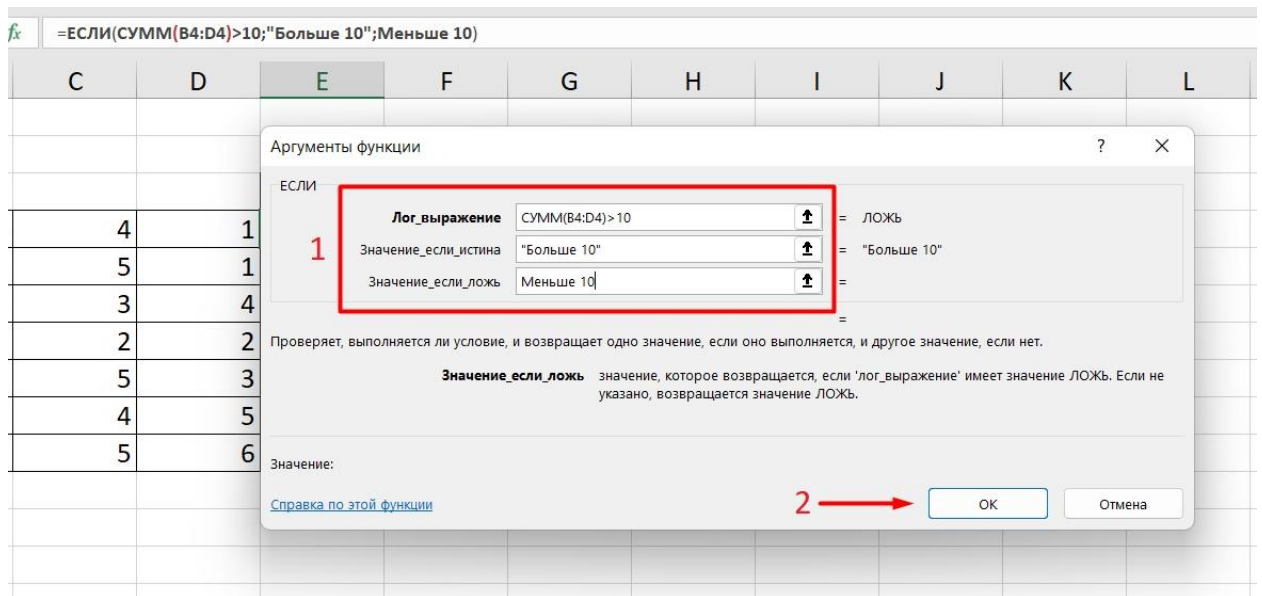 fx =ЕСЛИ(СУММ(B4:D4)>10;"Больше 10";Меньше 10)
C D E F G H I J K L
Аргументы функции ? ×
ЕСЛИ
Лог_выражение СУММ(B4:D4)>10 = ЛОЖЬ
1 Значение_если_истина "Больше 10" = "Больше 10"
Значение_если_ложь Меньше 10 =
=
4 1
5 1
3 4
2 2
5 3
4 5
5 6
Проверяет, выполняется ли условие, и возвращает одно значение, если оно выполняется, и другое значение, если нет.
Значение_если_ложь значение, которое возвращается, если 'лог_выражение' имеет значение ЛОЖЬ. Если не
указано, возвращается значение ЛОЖЬ.
Значение:
Справка по этой функции 2 ОК Отмена